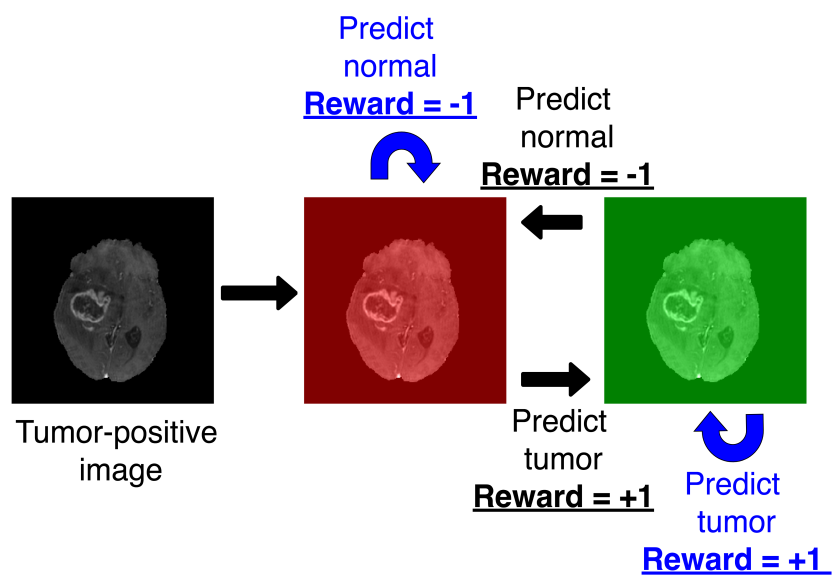 Predict
normal
Reward = -1
Predict
normal
Reward = -1
Tumor-positive
image
Predict
tumor
Reward = +1
Predict
tumor
Reward = +1